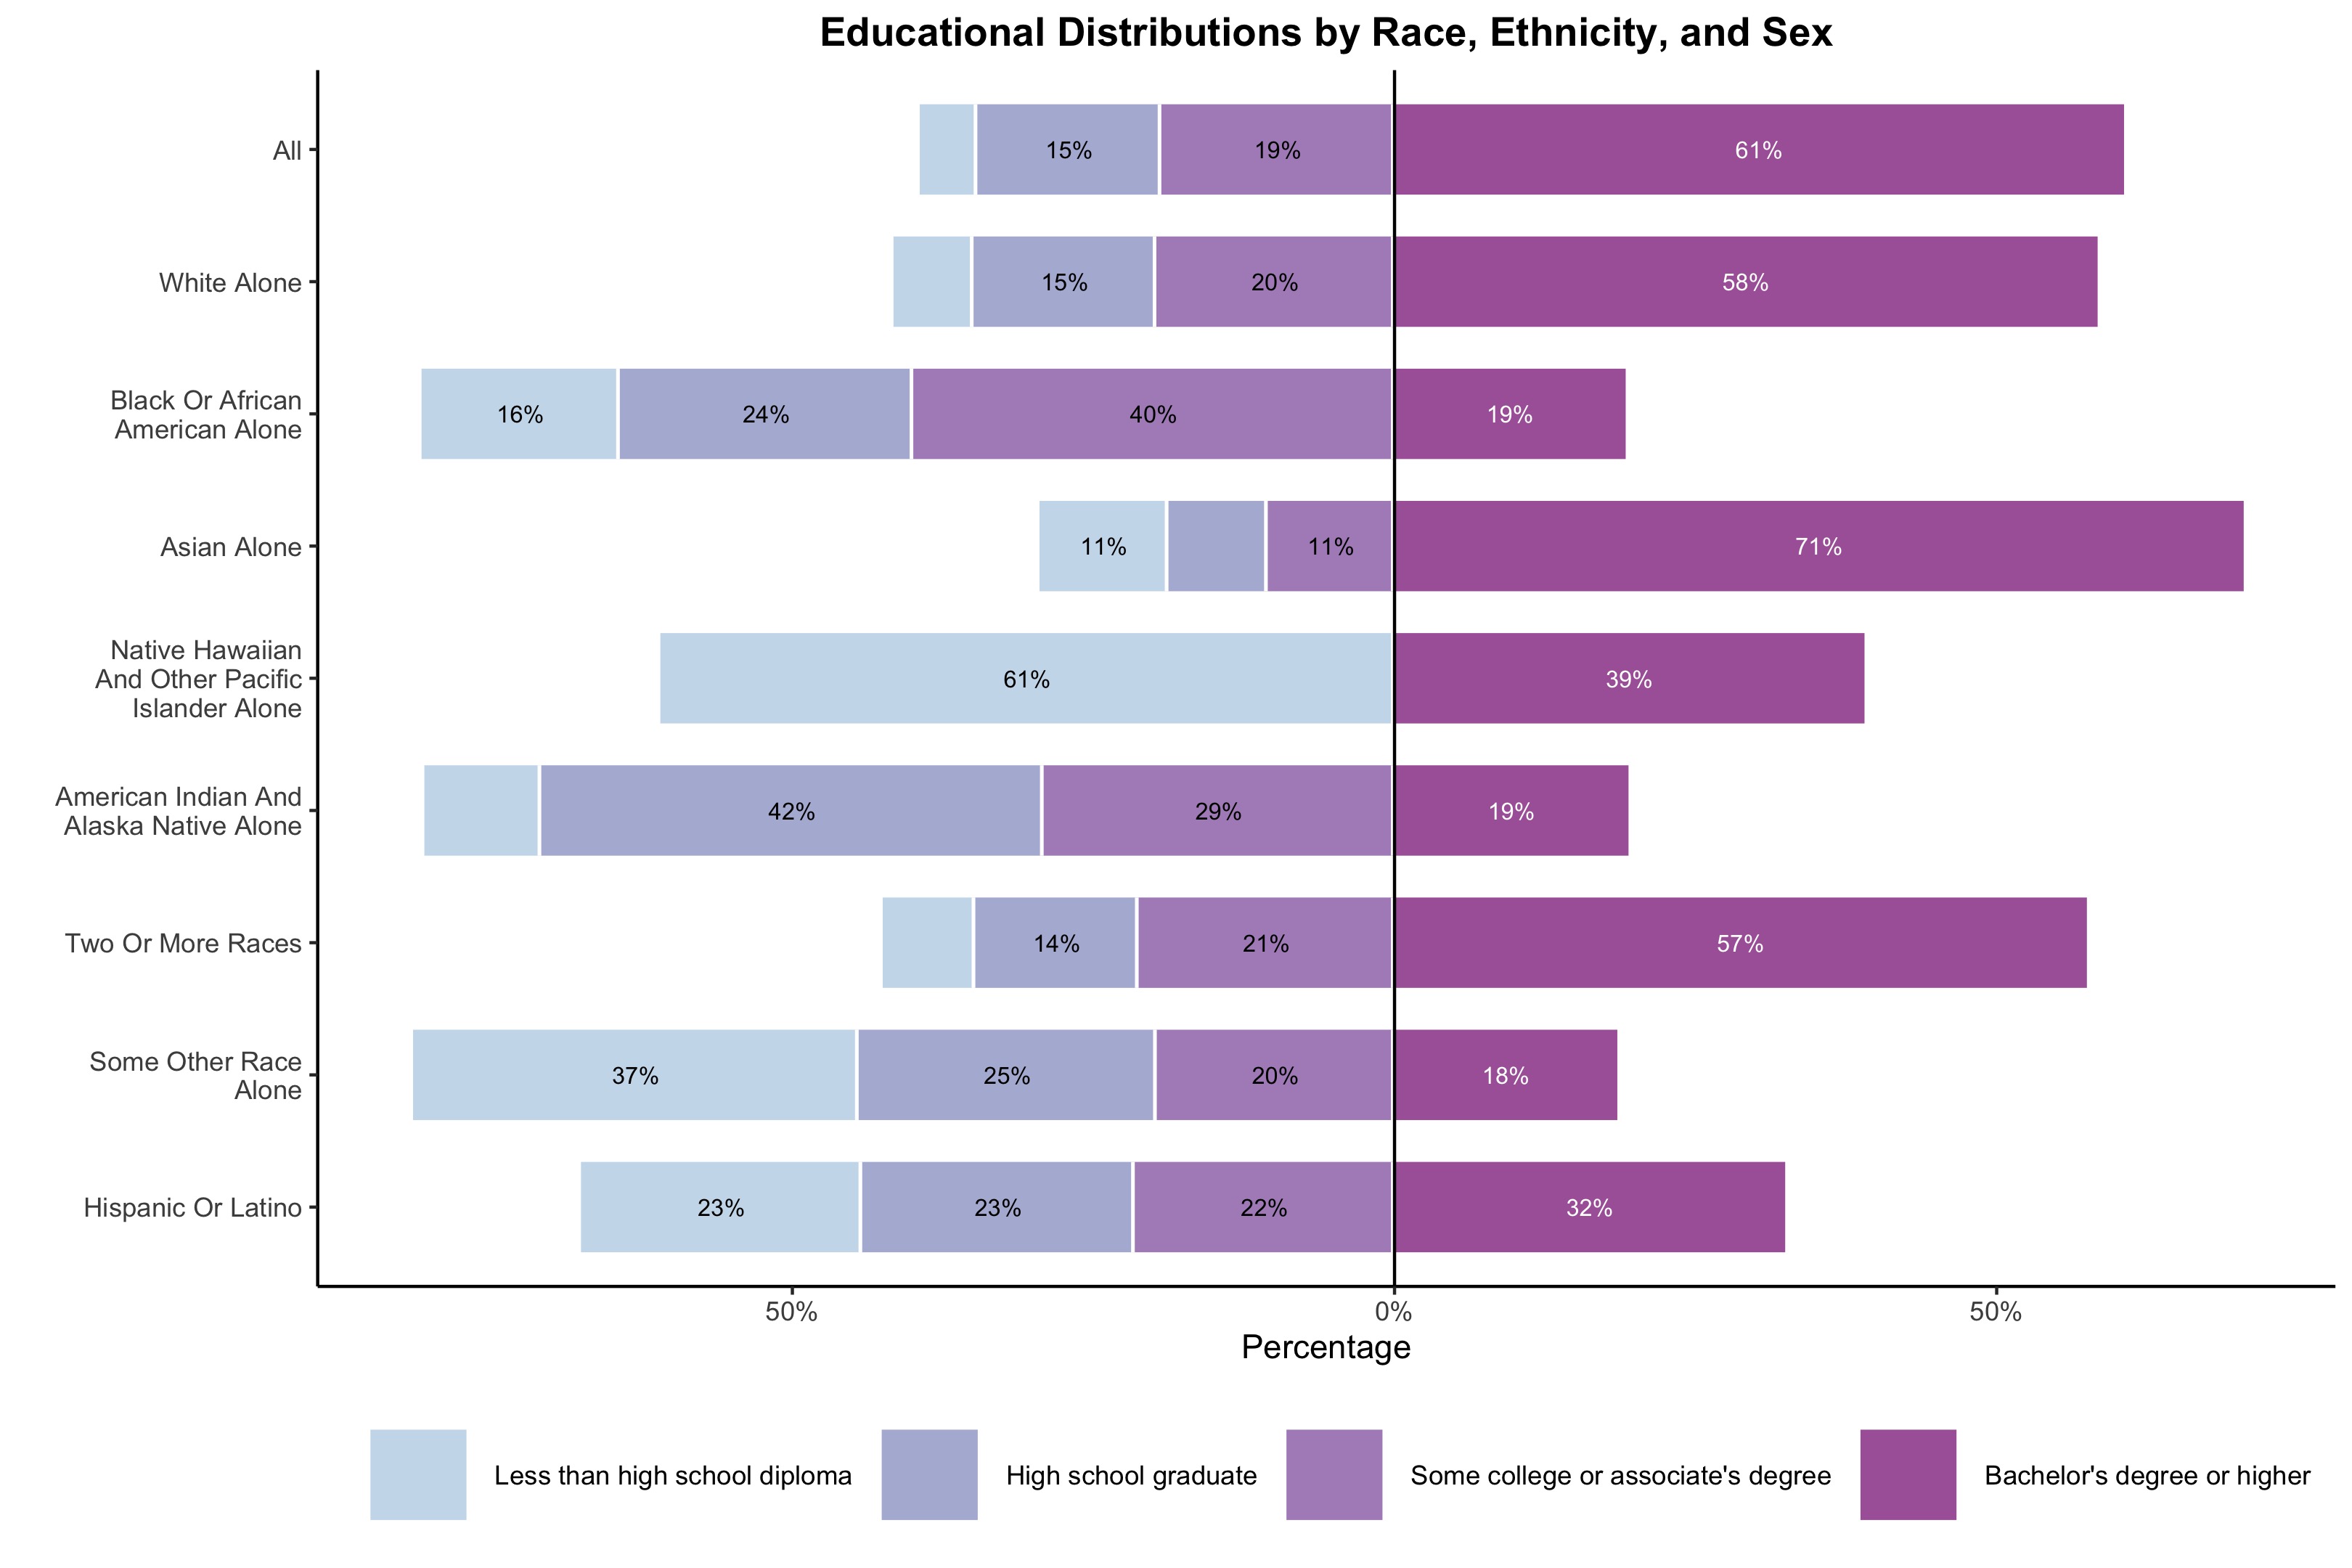 Educational Distributions by Race, Ethnicity, and Sex
All
15%
19%
61%
White Alone
15%
20%
58%
Black Or African
American Alone
16%
24%
40%
19%
Asian Alone
11%
11%
71%
Native Hawaiian
And Other Pacific
Islander Alone
61%
39%
American Indian And
Alaska Native Alone
42%
29%
19%
Two Or More Races
14%
21%
57%
Some Other Race
Alone
37%
25%
20%
18%
Hispanic Or Latino
23%
23%
22%
32%
50%
0%
50%
Percentage
Less than high school diploma
High school graduate
Some college or associate's degree
Bachelor's degree or higher